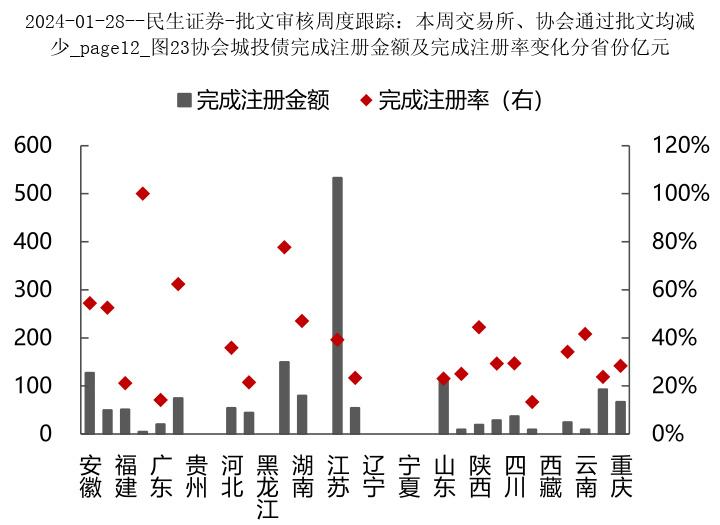 2024-01-28--民生证券-批文审核周度跟踪：本周交易所、协会通过批文均减
少_page12_图23协会城投债完成注册金额及完成注册率变化分省份亿元
完成注册金额 完成注册率（右）
600 120%
500 100%
400 80%
300 60%
200 40%
100 20%
0 0%
安徽 福建 广东 贵州 河北 黑龙江 湖南 江苏 辽宁 宁夏 山东 陕西 四川 西藏 云南 重庆